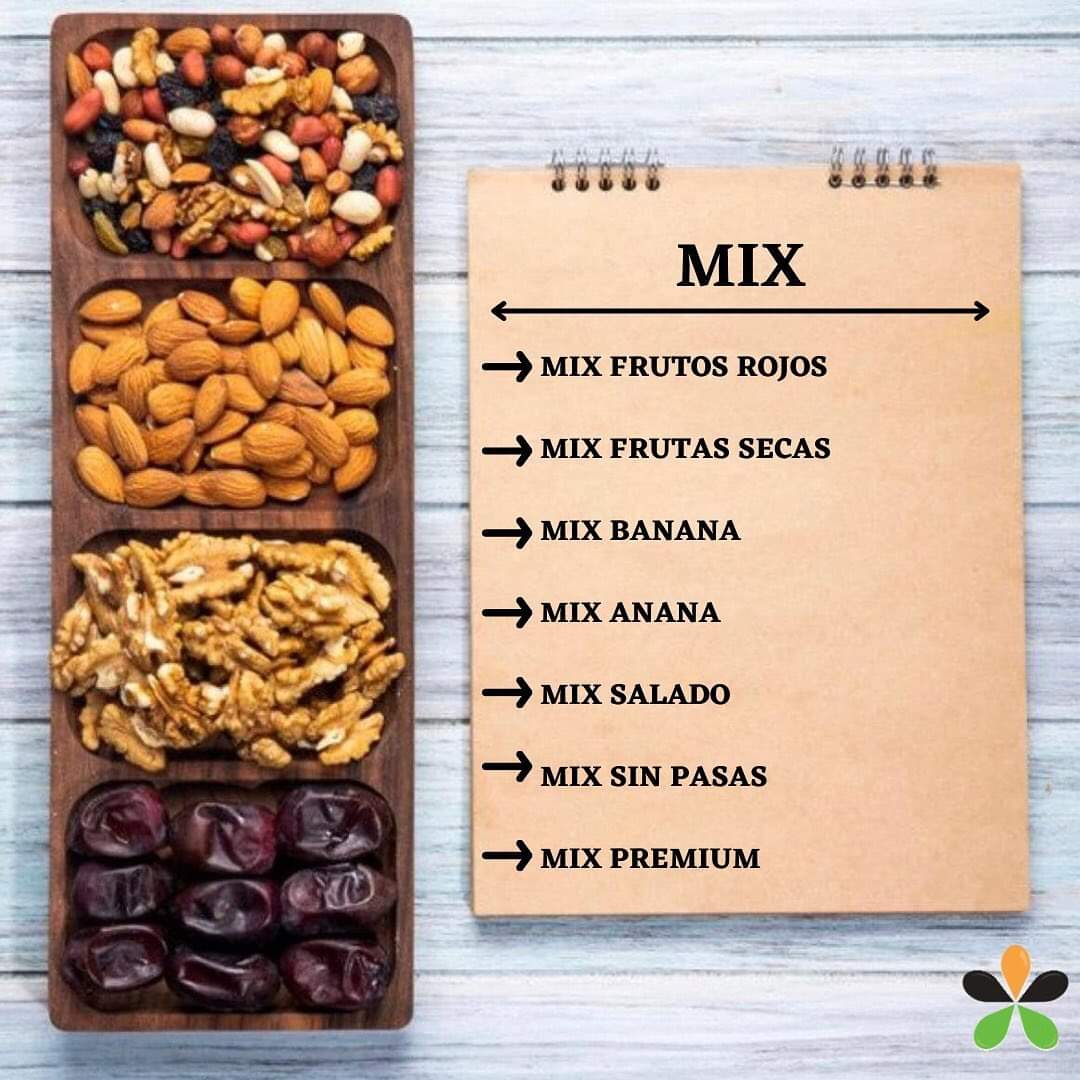 MIX
MIX FRUTOS ROJOS
MIX FRUTAS SECAS
MIX BANANA
MIX ANANA
MIX SALADO
MIX SIN PASAS
MIX PREMIUM